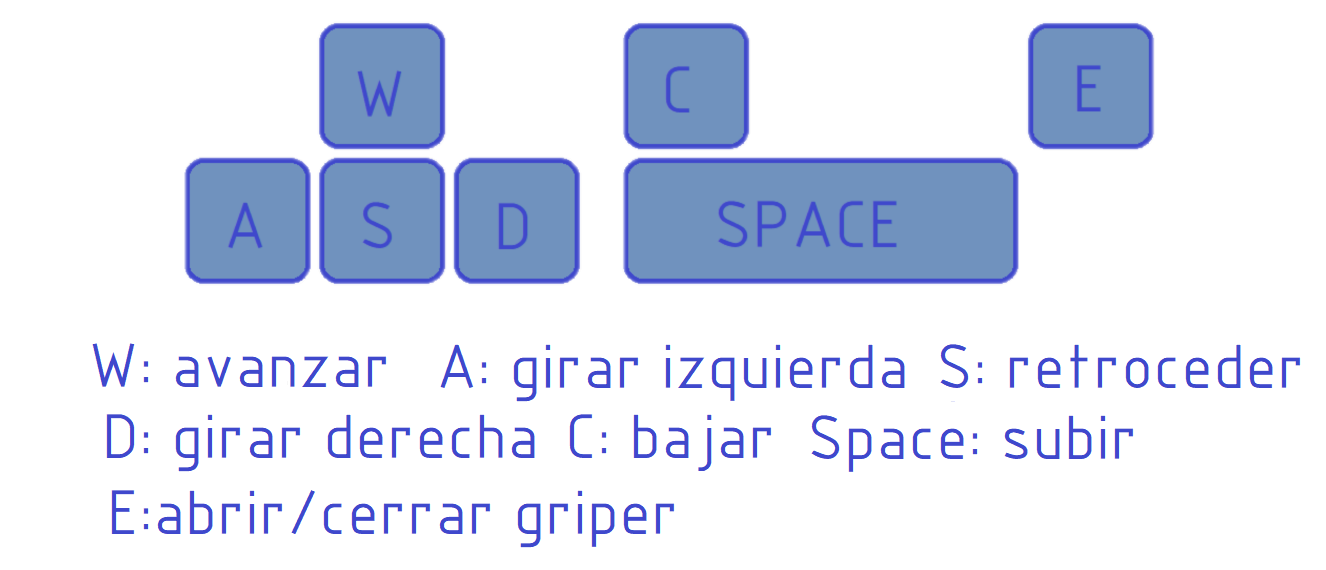 W C E
A S D SPACE
W: avanzar A: girar izquierda S: retroceder
D: girar derecha C: bajar Space: subir
E:abrir/cerrar griper